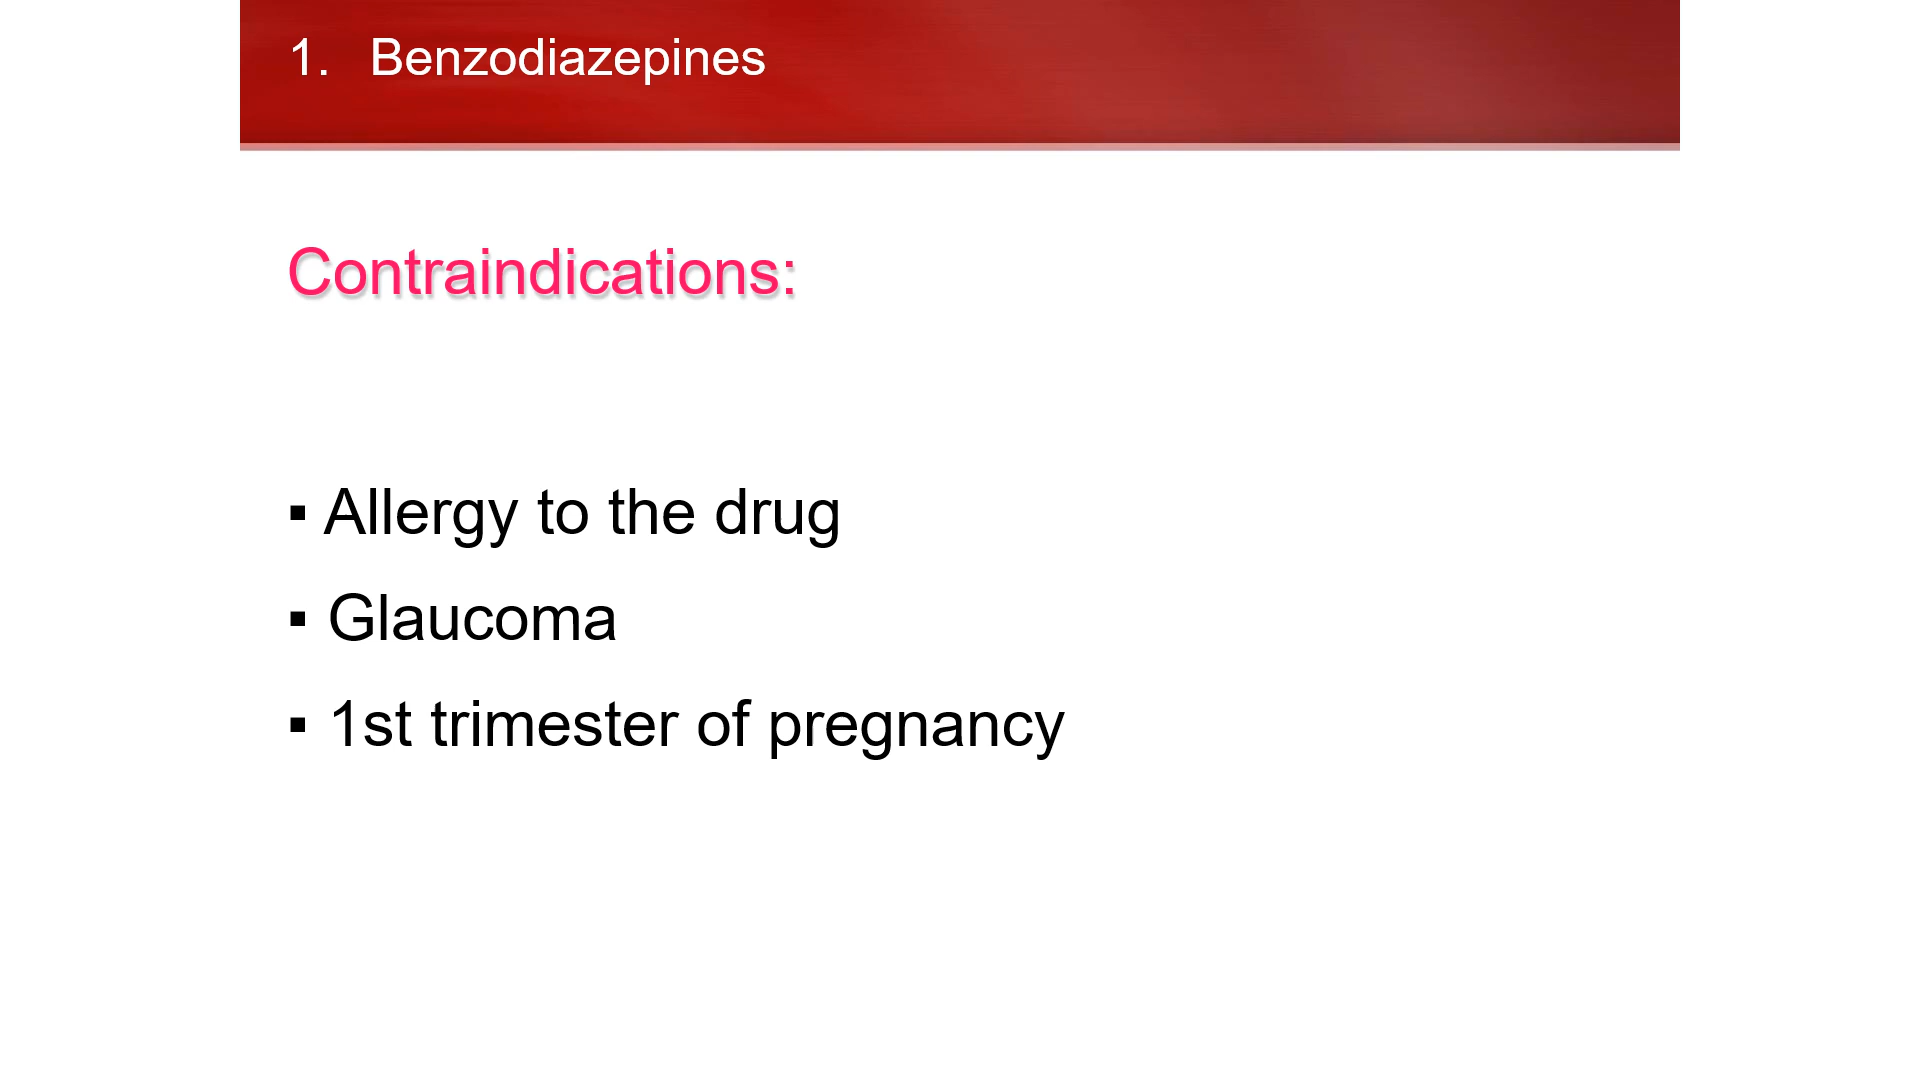 1. Benzodiazepines
Contraindications:
▪ Allergy to the drug
▪ Glaucoma
▪ 1st trimester of pregnancy